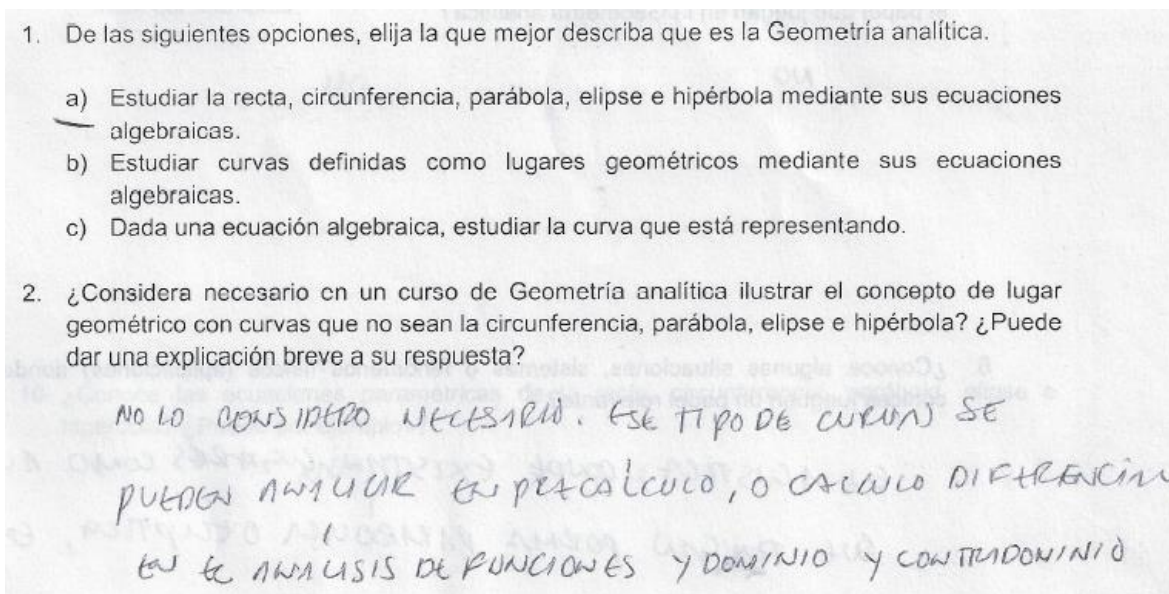 1. De las siguientes opciones, elija la que mejor describa que es la Geometría analítica.
a) Estudiar la recta, circunferencia, parábola, elipse e hipérbola mediante sus ecuaciones
algebraicas.
b) Estudiar curvas definidas como lugares geométricos mediante sus ecuaciones
algebraicas.
c) Dada una ecuación algebraica, estudiar la curva que está representando.
2. ¿Considera necesario en un curso de Geometría analítica ilustrar el concepto de lugar
geométrico con curvas que no sean la circunferencia, parábola, elipse e hipérbola? ¿Puede
dar una explicación breve a su respuesta?
NO LO CONSIDERO NECESARIO. ESE TIPO DE CURVAS SE
PUEDEN ANALICIR EN PRECALCULO, O CALCULO DIFERENCIAL
EN EL ANALISIS DE FUNCIONES Y DOMINIO Y CONTRADOMINIO